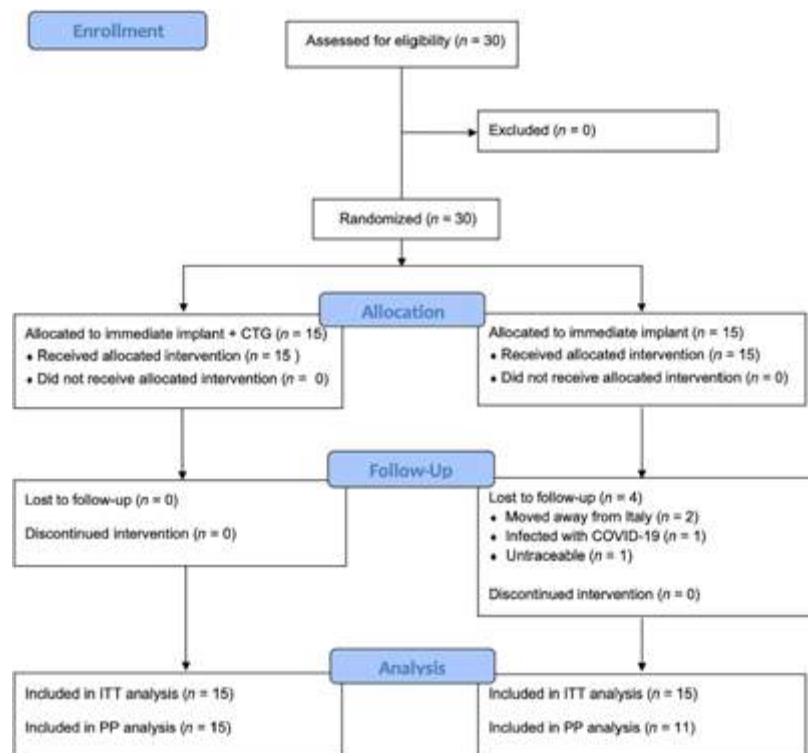 Enrollment
Assessed for eligibility (n = 30)
Excluded (n = 0)
Randomized (n = 30)
Allocation
Allocated to immediate implant + CTG (n = 15)
• Received allocated intervention (n = 15 )
• Did not receive allocated intervention (n = 0)
Allocated to immediate implant (n = 15)
• Received allocated intervention (n = 15)
• Did not receive allocated intervention (n = 0)
Follow-Up
Lost to follow-up (n = 0)
Discontinued intervention (n = 0)
Lost to follow-up (n = 4)
• Moved away from Italy (n = 2)
• Infected with COVID-19 (n = 1)
• Untraceable (n = 1)
Discontinued intervention (n = 0)
Analysis
Included in ITT analysis (n = 15)
Included in PP analysis (n = 15)
Included in ITT analysis (n = 15)
Included in PP analysis (n = 11)